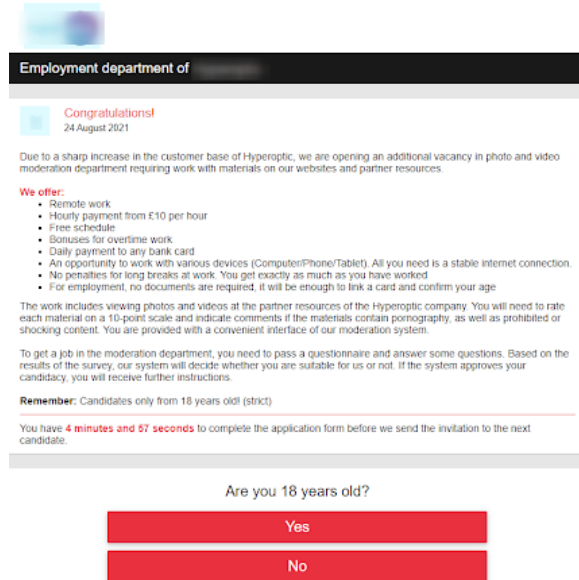 Employment department of
Congratulations!
24 August 2021
Due to a sharp increase in the customer base of Hyperoptic, we are opening an additional vacancy in photo and video
moderation department requiring work with materials on our websites and partner resources.
We offer:
• Remote work
• Hourly payment from £10 per hour
• Free schedule
• Bonuses for overtime work
• Daily payment to any bank card
• An opportunity to work with various devices (Computer/Phone/Tablet). All you need is a stable internet connection.
• No penalties for long breaks at work. You get exactly as much as you have worked
• For employment, no documents are required, it will be enough to link a card and confirm your age
The work includes viewing photos and videos at the partner resources of the Hyperoptic company. You will need to rate
each material on a 10-point scale and indicate comments if the materials contain pornography, as well as prohibited or
shocking content. You are provided with a convenient interface of our moderation system.
To get a job in the moderation department, you need to pass a questionnaire and answer some questions. Based on the
results of the survey, our system will decide whether you are suitable for us or not. If the system approves your
candidacy, you will receive further instructions.
Remember: Candidates only from 18 years old! (strict)
You have 4 minutes and 57 seconds to complete the application form before we send the invitation to the next
candidate.
Are you 18 years old?
Yes
No